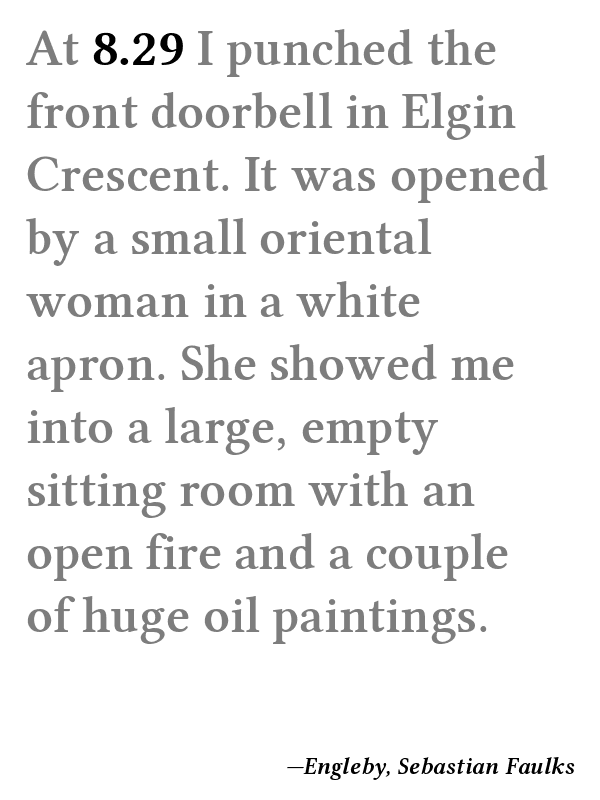 At 8.29 I punched the
front doorbell in Elgin
Crescent. It was opened
by a small oriental
woman in a white
apron. She showed me
into a large, empty
sitting room with an
open fire and a couple
of huge oil paintings.
—Engleby, Sebastian Faulks